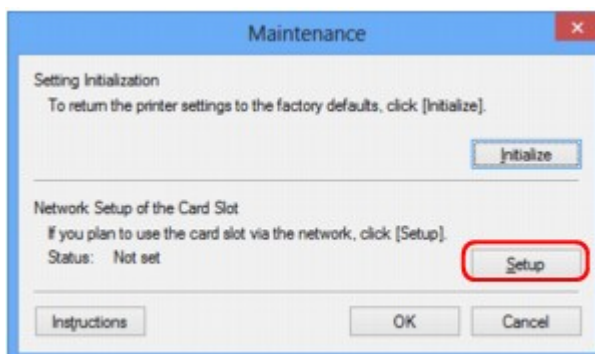 Maintenance
Setting Initialization
To return the printer settings to the factory defaults, click [Initialize].
Initialize
Network Setup of the Card Slot
If you plan to use the card slot via the network, click [Setup].
Status: Not set
Setup
Instructions OK Cancel